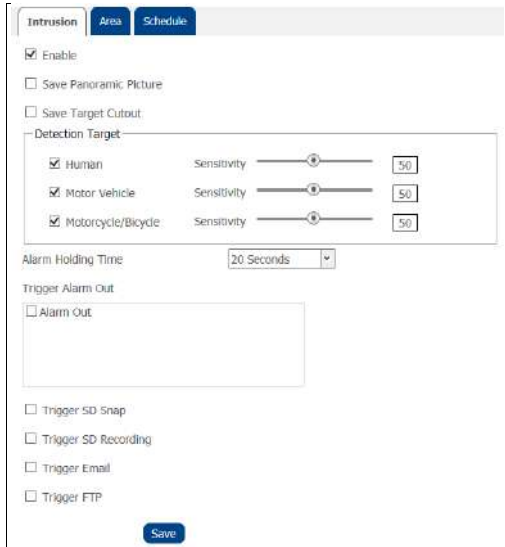 Intrusion Area Schedule
Enable
Save Panoramic Picture
Save Target Cutout
Detection Target
Human Sensitivity 50
Motor Vehicle Sensitivity 50
Motorcycle/Bicycle Sensitivity 50
Alarm Holding Time 20 Seconds
Trigger Alarm Out
Alarm Out
Trigger SD Snap
Trigger SD Recording
Trigger Email
Trigger FTP
Save